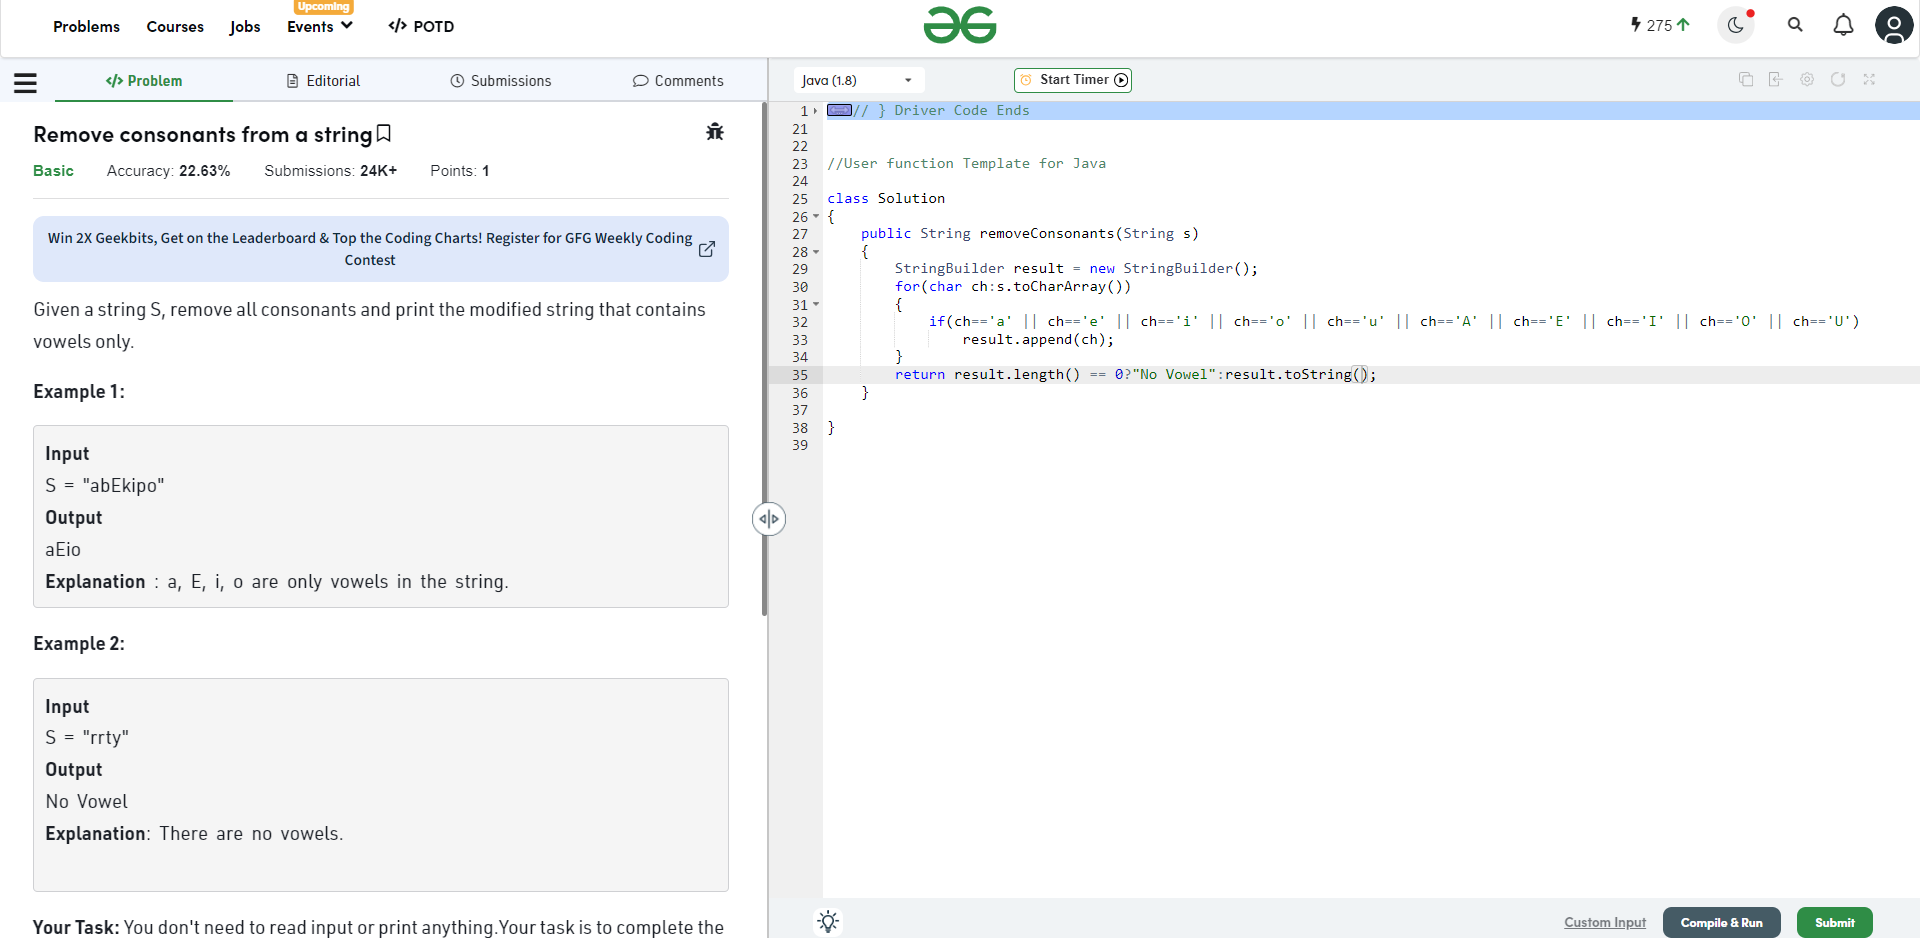 Problems Courses Jobs Upcoming Events </> POTD 275
</> Problem Editorial Submissions Comments
Remove consonants from a string
Basic Accuracy: 22.63% Submissions: 24K+ Points: 1
Win 2X Geekbits, Get on the Leaderboard & Top the Coding Charts! Register for GFG Weekly Coding
Contest
Given a string S, remove all consonants and print the modified string that contains
vowels only.
Example 1:
Input
S = "abEkipo"
Output
aEio
Explanation : a, E, i, o are only vowels in the string.
Example 2:
Input
S = "rrty"
Output
No Vowel
Explanation: There are no vowels.
Your Task: You don't need to read input or print anything.Your task is to complete the
Java (1.8) Start Timer
1 // } Driver Code Ends
21
22
23 //User function Template for Java
24
25 class Solution
26 {
27 public String removeConsonants(String s)
28 {
29 StringBuilder result = new StringBuilder();
30 for(char ch:s.toCharArray())
31 {
32 if(ch=='a' || ch=='e' || ch=='i' || ch=='o' || ch=='u' || ch=='A' || ch=='E' || ch=='I' || ch=='O' || ch=='U')
33 result.append(ch);
34 }
35 return result.length() == 0?"No Vowel":result.toString();
36 }
37
38 }
39
Custom Input Compile & Run Submit